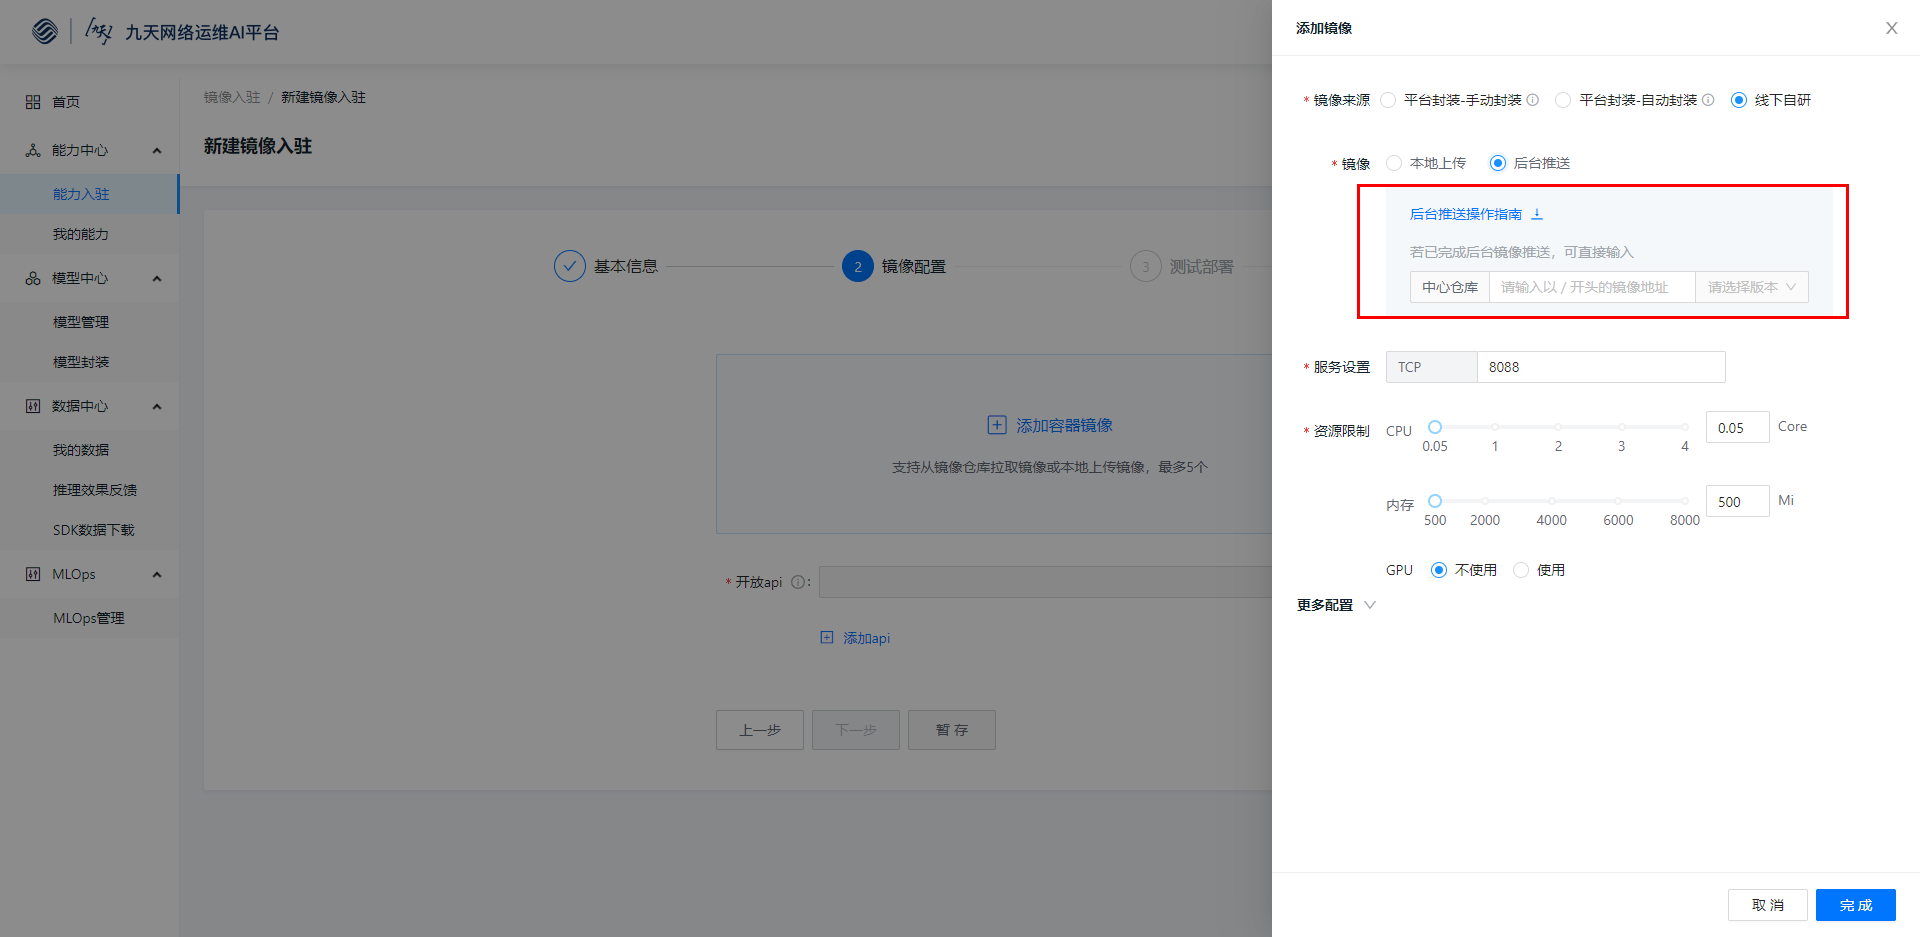 九天网络运维AI平台
首页
能力中心
能力入驻
我的能力
模型中心
模型管理
模型封装
数据中心
我的数据
推理效果反馈
SDK数据下载
MLOps
MLOps管理
镜像入驻 / 新建镜像入驻
新建镜像入驻
基本信息
2 镜像配置
3 测试部署
添加容器镜像
支持从镜像仓库拉取镜像或本地上传镜像，最多5个
* 开放api :
添加api
上一步 下一步 暂 存
添加镜像
* 镜像来源 平台封装-手动封装 平台封装-自动封装 线下自研
* 镜像 本地上传 后台推送
后台推送操作指南
若已完成后台镜像推送，可直接输入
中心仓库 请输入以 / 开头的镜像地址 请选择版本
* 服务设置 TCP 8088
* 资源限制 CPU 0.05 Core
0.05 1 2 3 4
内存 500 Mi
500 2000 4000 6000 8000
GPU 不使用 使用
更多配置
取 消 完 成